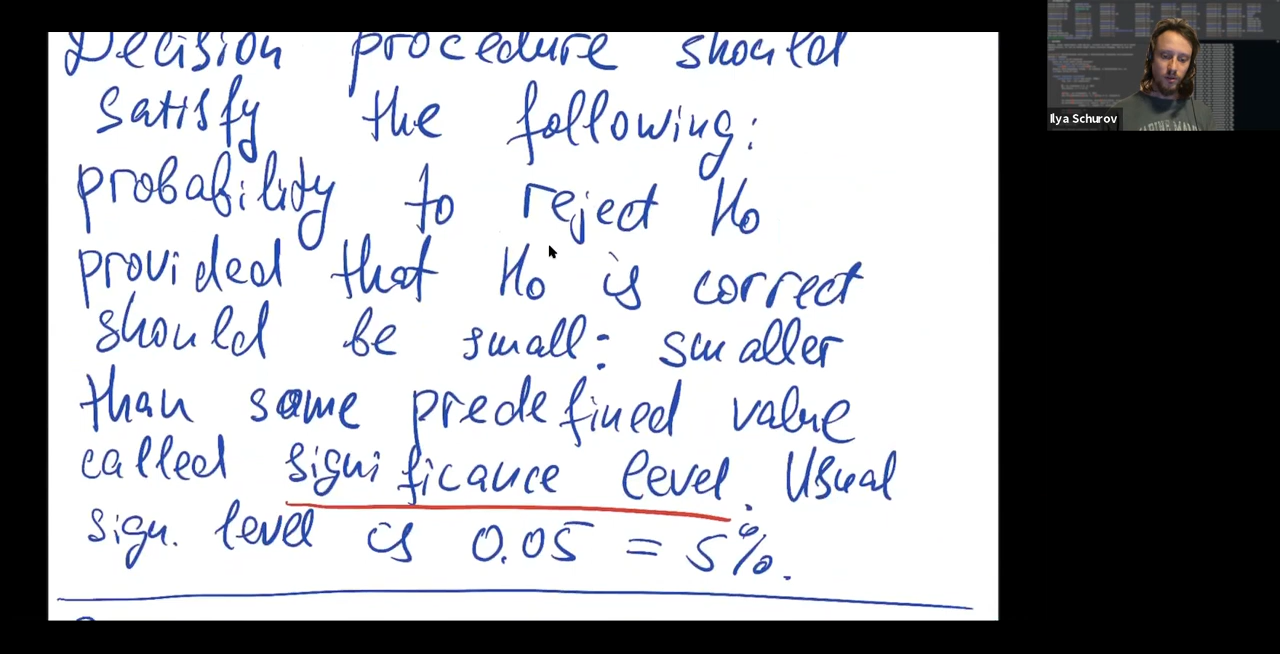 Decision procedure should
satisfy the following:
probability to reject H₀
provided that H₀ is correct
should be small: smaller
than some predefined value
called significance level. Usual
sign. level is 0.05 = 5%.
Ilya Schurov